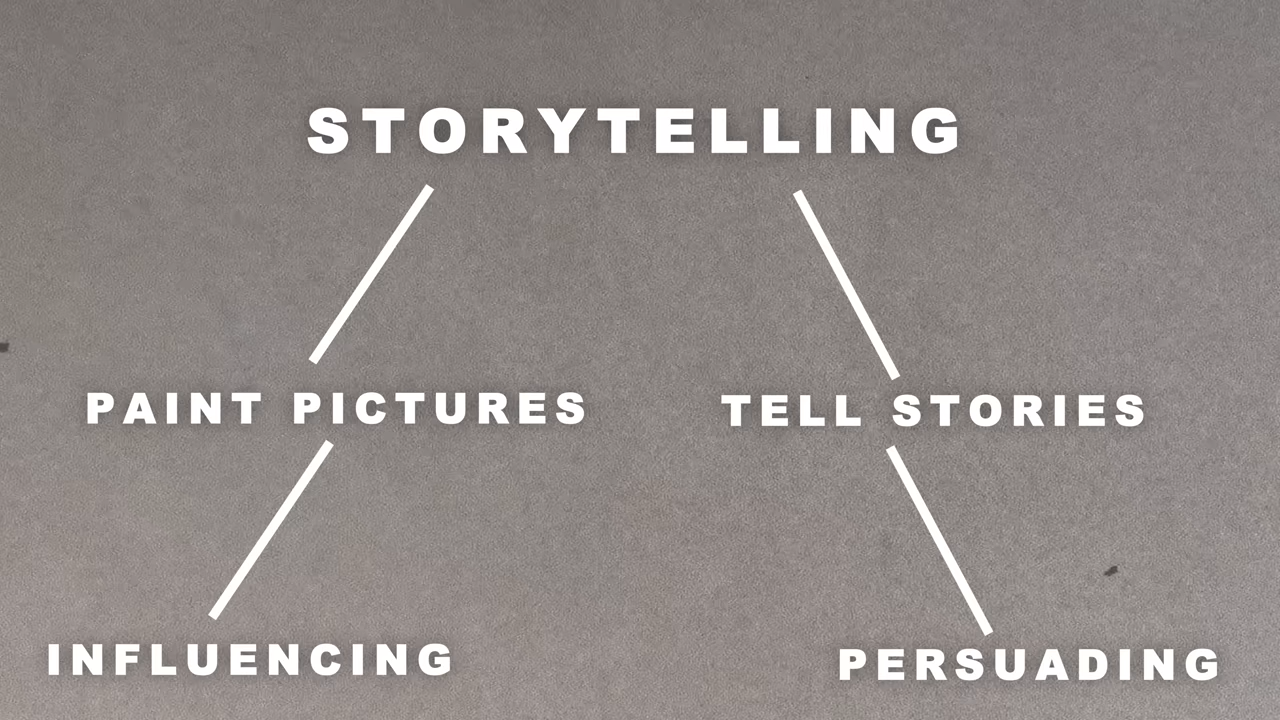 STORYTELLING
PAINT PICTURES
TELL STORIES
INFLUENCING
PERSUADING